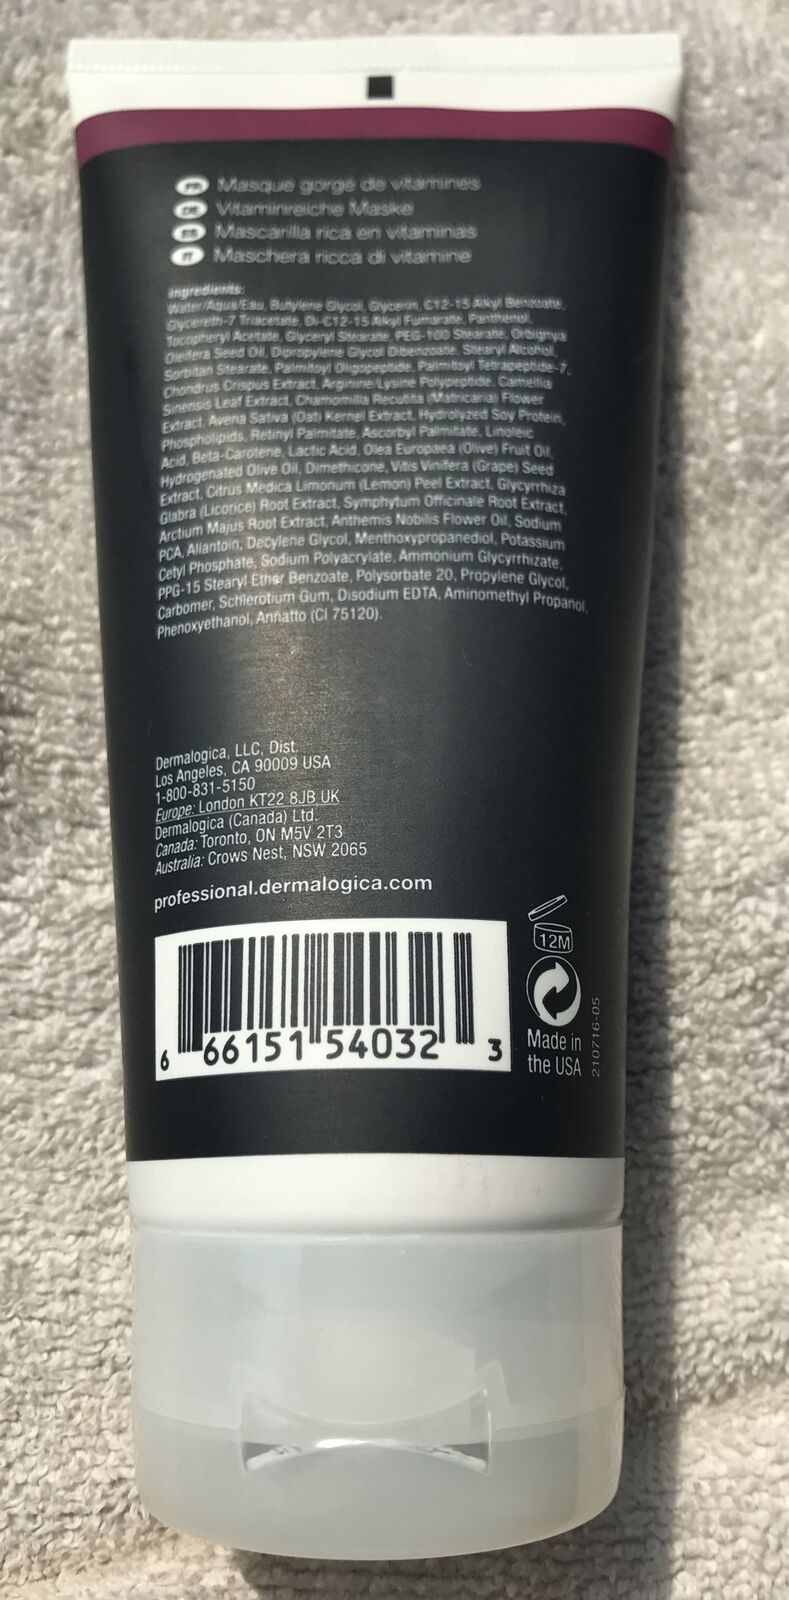 FR Masque gorgé de vitamines
DE Vitaminreiche Maske
ES Mascarilla rica en vitaminas
IT Maschera ricca di vitamine
Ingredients:
Water/Aqua/Eau, Butylene Glycol, Glycerin, C12-15 Alkyl Benzoate,
Glycereth-7 Triacetate, Di-C12-15 Alkyl Fumarate, Panthenol,
Tocopheryl Acetate, Glyceryl Stearate, PEG-100 Stearate, Orbignya
Oleifera Seed Oil, Dipropylene Glycol Dibenzoate, Stearyl Alcohol,
Sorbitan Stearate, Palmitoyl Oligopeptide, Palmitoyl Tetrapeptide-7,
Chondrus Crispus Extract, Arginine/Lysine Polypeptide, Camellia
Sinensis Leaf Extract, Chamomilla Recutita (Matricaria) Flower
Extract, Avena Sativa (Oat) Kernel Extract, Hydrolyzed Soy Protein,
Phospholipids, Retinyl Palmitate, Ascorbyl Palmitate, Linoleic
Acid, Beta-Carotene, Lactic Acid, Olea Europaea (Olive) Fruit Oil,
Hydrogenated Olive Oil, Dimethicone, Vitis Vinifera (Grape) Seed
Extract, Citrus Medica Limonum (Lemon) Peel Extract, Glycyrrhiza
Glabra (Licorice) Root Extract, Symphytum Officinale Root Extract,
Arctium Majus Root Extract, Anthemis Nobilis Flower Oil, Sodium
PCA, Allantoin, Decylene Glycol, Menthoxypropanediol, Potassium
Cetyl Phosphate, Sodium Polyacrylate, Ammonium Glycyrrhizate,
PPG-15 Stearyl Ether Benzoate, Polysorbate 20, Propylene Glycol,
Carbomer, Schlerotium Gum, Disodium EDTA, Aminomethyl Propanol,
Phenoxyethanol, Annatto (CI 75120).
Dermalogica, LLC, Dist.
Los Angeles, CA 90009 USA
1-800-831-5150
Europe: London KT22 8JB UK
Dermalogica (Canada) Ltd.
Canada: Toronto, ON M5V 2T3
Australia: Crows Nest, NSW 2065
professional.dermalogica.com
6 66151 54032 3
12M
Made in
the USA
210716-05